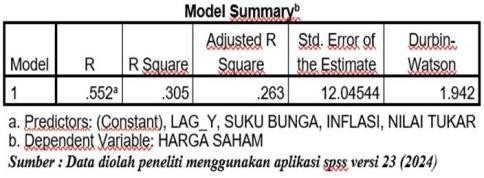 Model Summaryb
Model R R Square Adjusted R Square Std. Error of the Estimate Durbin-Watson
1 .552a .305 .263 12.04544 1.942
a. Predictors: (Constant), LAG_Y, SUKU BUNGA, INFLASI, NILAI TUKAR
b. Dependent Variable: HARGA SAHAM
Sumber : Data diolah peneliti menggunakan aplikasi spss versi 23 (2024)